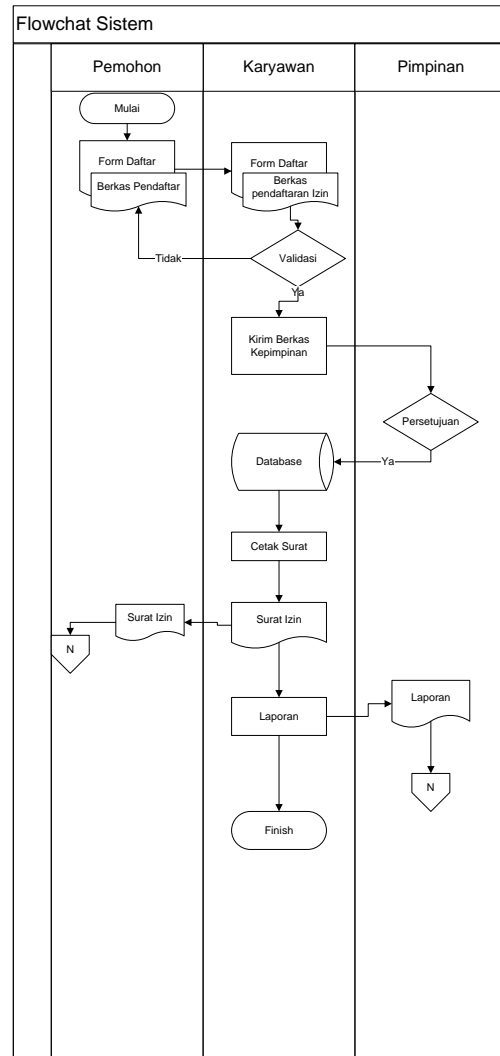 Flowchat Sistem
Pemohon
Karyawan
Pimpinan
Mulai
Form Daftar
Berkas Pendaftar
Form Daftar
Berkas
pendaftaran Izin
Validasi
Tidak
Ya
Kirim Berkas
Kepimpinan
Persetujuan
Ya
Database
Cetak Surat
Surat Izin
Surat Izin
N
Laporan
Laporan
N
Finish